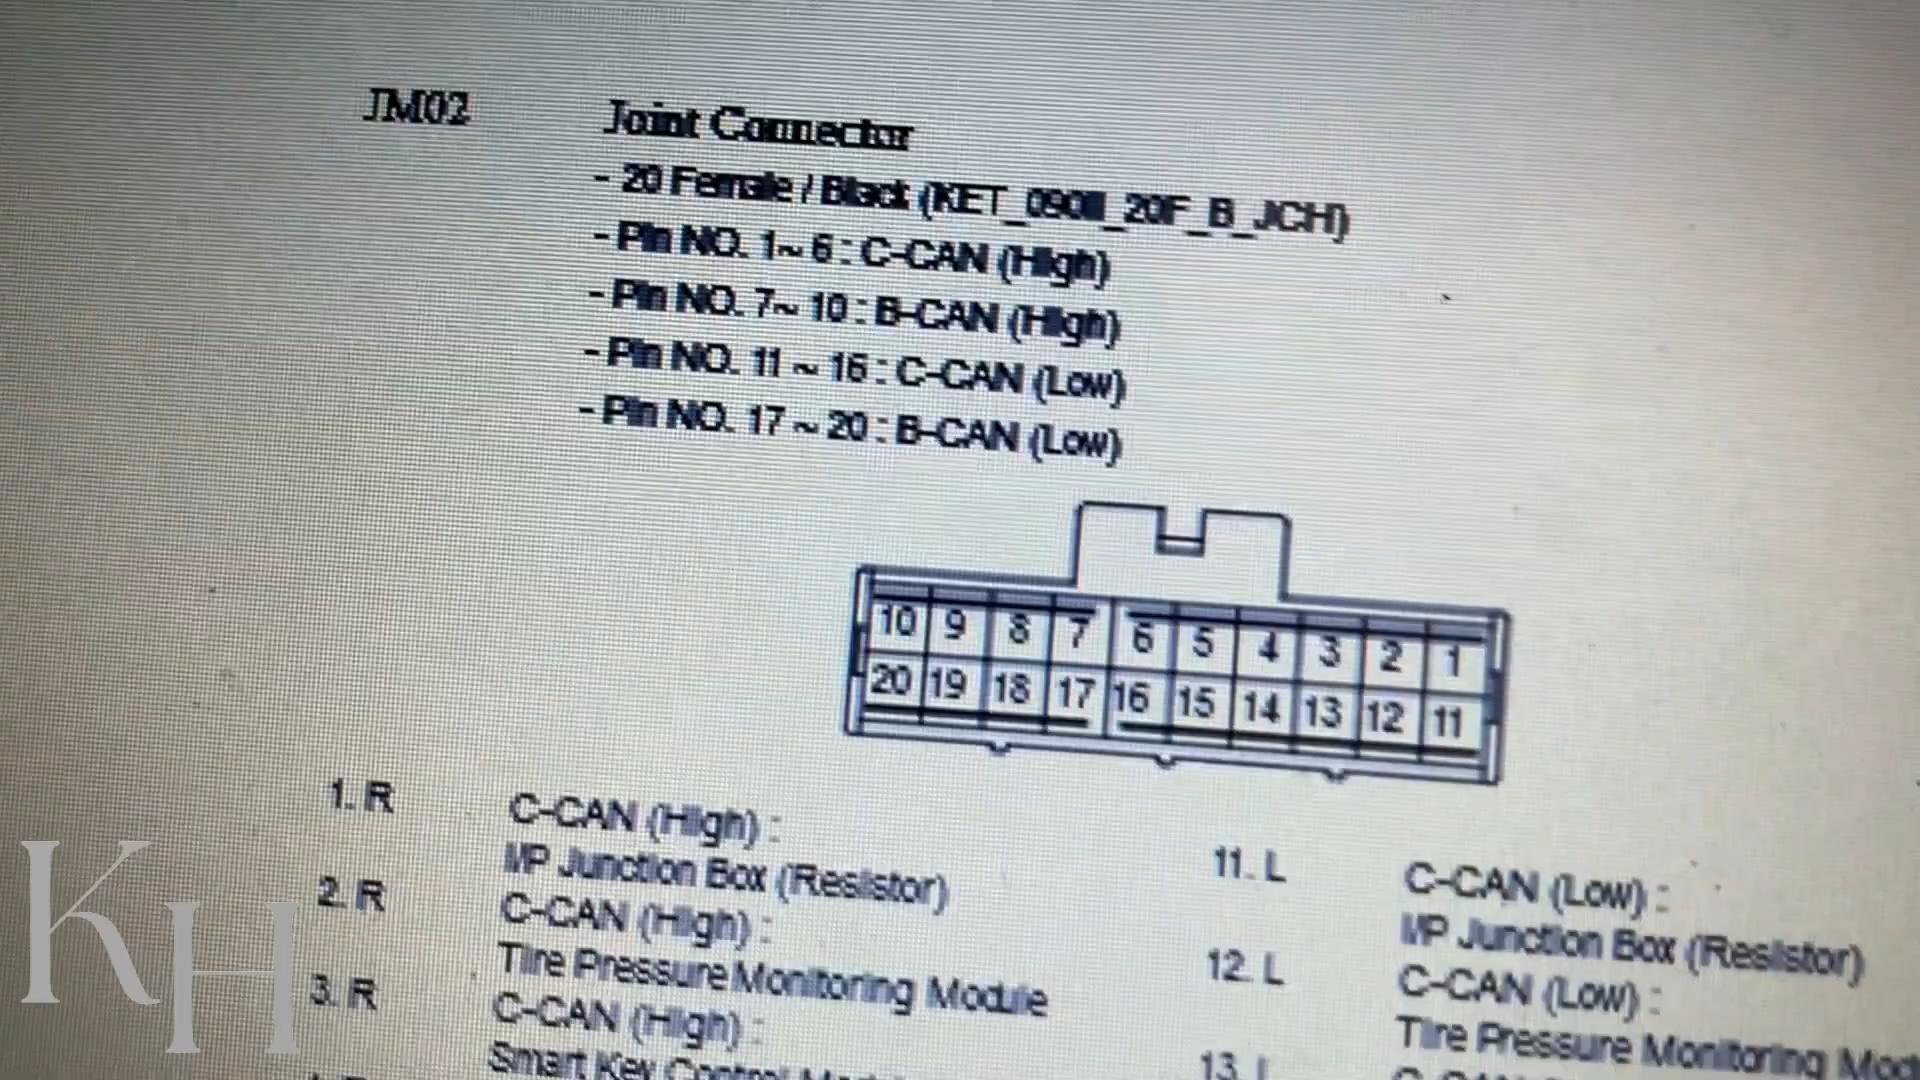 JM02 Joint Connector
- 20 Female / Black (KET_090II_20F_B_JCH)
- Pin NO. 1~ 6 : C-CAN (High)
- Pin NO. 7~ 10 : B-CAN (High)
- Pin NO. 11 ~ 16 : C-CAN (Low)
- Pin NO. 17 ~ 20 : B-CAN (Low)
10 9 8 7 6 5 4 3 2 1
20 19 18 17 16 15 14 13 12 11
1. R C-CAN (High) :
I/P Junction Box (Resistor)
2. R C-CAN (High) :
Tire Pressure Monitoring Module
3. R C-CAN (High) :
Smart Key Control
11. L C-CAN (Low) :
I/P Junction Box (Resistor)
12. L C-CAN (Low) :
Tire Pressure Monitoring
13. L
KH